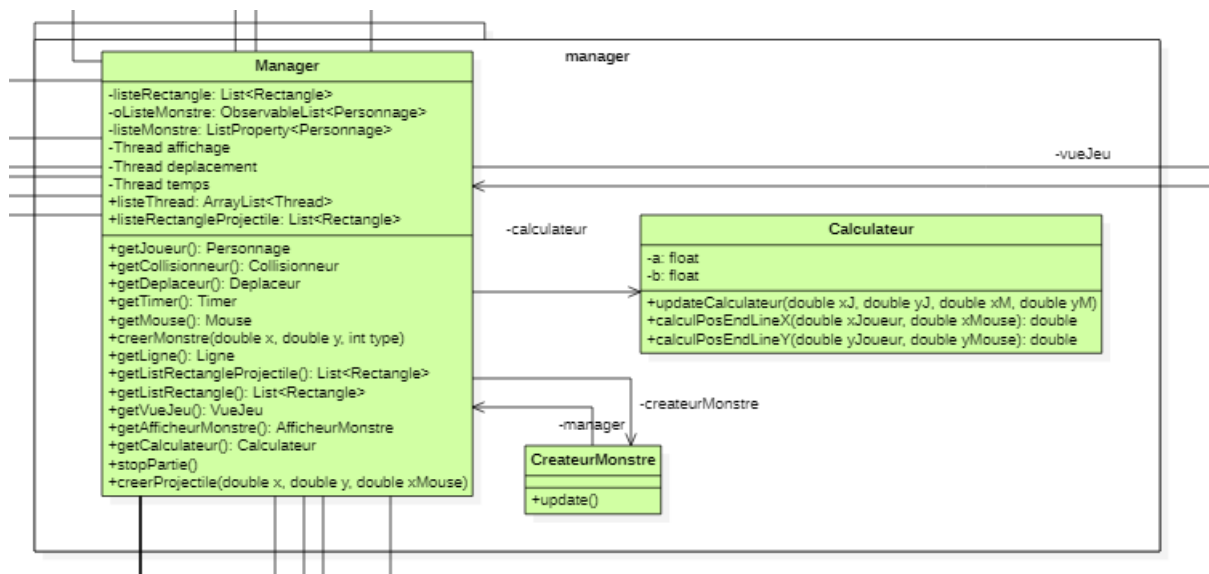 manager
Manager
-listeRectangle: List<Rectangle>
-oListeMonstre: ObservableList<Personnage>
-listeMonstre: ListProperty<Personnage>
-Thread affichage
-Thread deplacement
-Thread temps
+listeThread: ArrayList<Thread>
+listeRectangleProjectile: List<Rectangle>
+getJoueur(): Personnage
+getCollisionneur(): Collisionneur
+getDeplaceur(): Deplaceur
+getTimer(): Timer
+getMouse(): Mouse
+creerMonstre(double x, double y, int type)
+getLigne(): Ligne
+getListRectangleProjectile(): List<Rectangle>
+getListRectangle(): List<Rectangle>
+getVueJeu(): VueJeu
+getAfficheurMonstre(): AfficheurMonstre
+getCalculateur(): Calculateur
+stopPartie()
+creerProjectile(double x, double y, double xMouse)
-vueJeu
-calculateur
Calculateur
-a: float
-b: float
+updateCalculateur(double xJ, double yJ, double xM, double yM)
+calculPosEndLineX(double xJoueur, double xMouse): double
+calculPosEndLineY(double yJoueur, double yMouse): double
-createurMonstre
-manager
CreateurMonstre
+update()